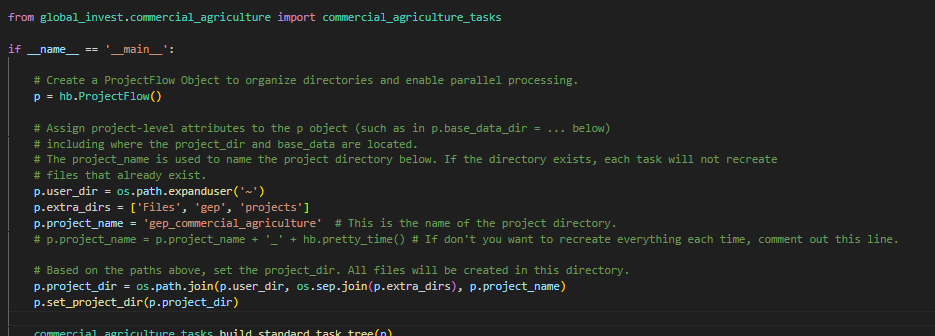 from global_invest.commercial_agriculture import commercial_agriculture_tasks
if __name__ == '__main__':
# Create a ProjectFlow Object to organize directories and enable parallel processing.
p = hb.ProjectFlow()
# Assign project-level attributes to the p object (such as in p.base_data_dir = ... below)
# including where the project_dir and base_data are located.
# The project_name is used to name the project directory below. If the directory exists, each task will not recreate
# files that already exist.
p.user_dir = os.path.expanduser('~')
p.extra_dirs = ['Files', 'gep', 'projects']
p.project_name = 'gep_commercial_agriculture'  # This is the name of the project directory.
# p.project_name = p.project_name + '_' + hb.pretty_time() # If don't you want to recreate everything each time, comment out this line.
# Based on the paths above, set the project_dir. All files will be created in this directory.
p.project_dir = os.path.join(p.user_dir, os.sep.join(p.extra_dirs), p.project_name)
p.set_project_dir(p.project_dir)
commercial_agriculture_tasks.build_standard_task_tree(p)